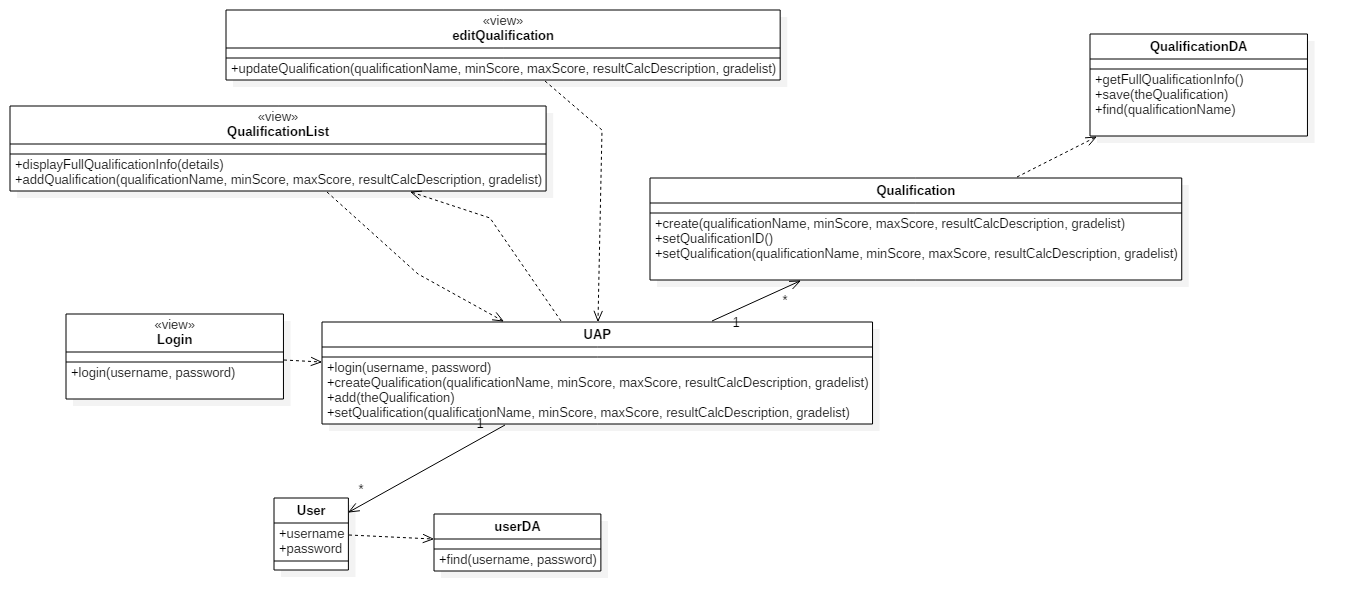 «view»
editQualification
+updateQualification(qualificationName, minScore, maxScore, resultCalcDescription, gradelist)
QualificationDA
+getFullQualificationInfo()
+save(theQualification)
+find(qualificationName)
«view»
QualificationList
+displayFullQualificationInfo(details)
+addQualification(qualificationName, minScore, maxScore, resultCalcDescription, gradelist)
Qualification
+create(qualificationName, minScore, maxScore, resultCalcDescription, gradelist)
+setQualificationID()
+setQualification(qualificationName, minScore, maxScore, resultCalcDescription, gradelist)
*
1
«view»
Login
+login(username, password)
UAP
+login(username, password)
+createQualification(qualificationName, minScore, maxScore, resultCalcDescription, gradelist)
+add(theQualification)
+setQualification(qualificationName, minScore, maxScore, resultCalcDescription, gradelist)
1
*
User
+username
+password
userDA
+find(username, password)